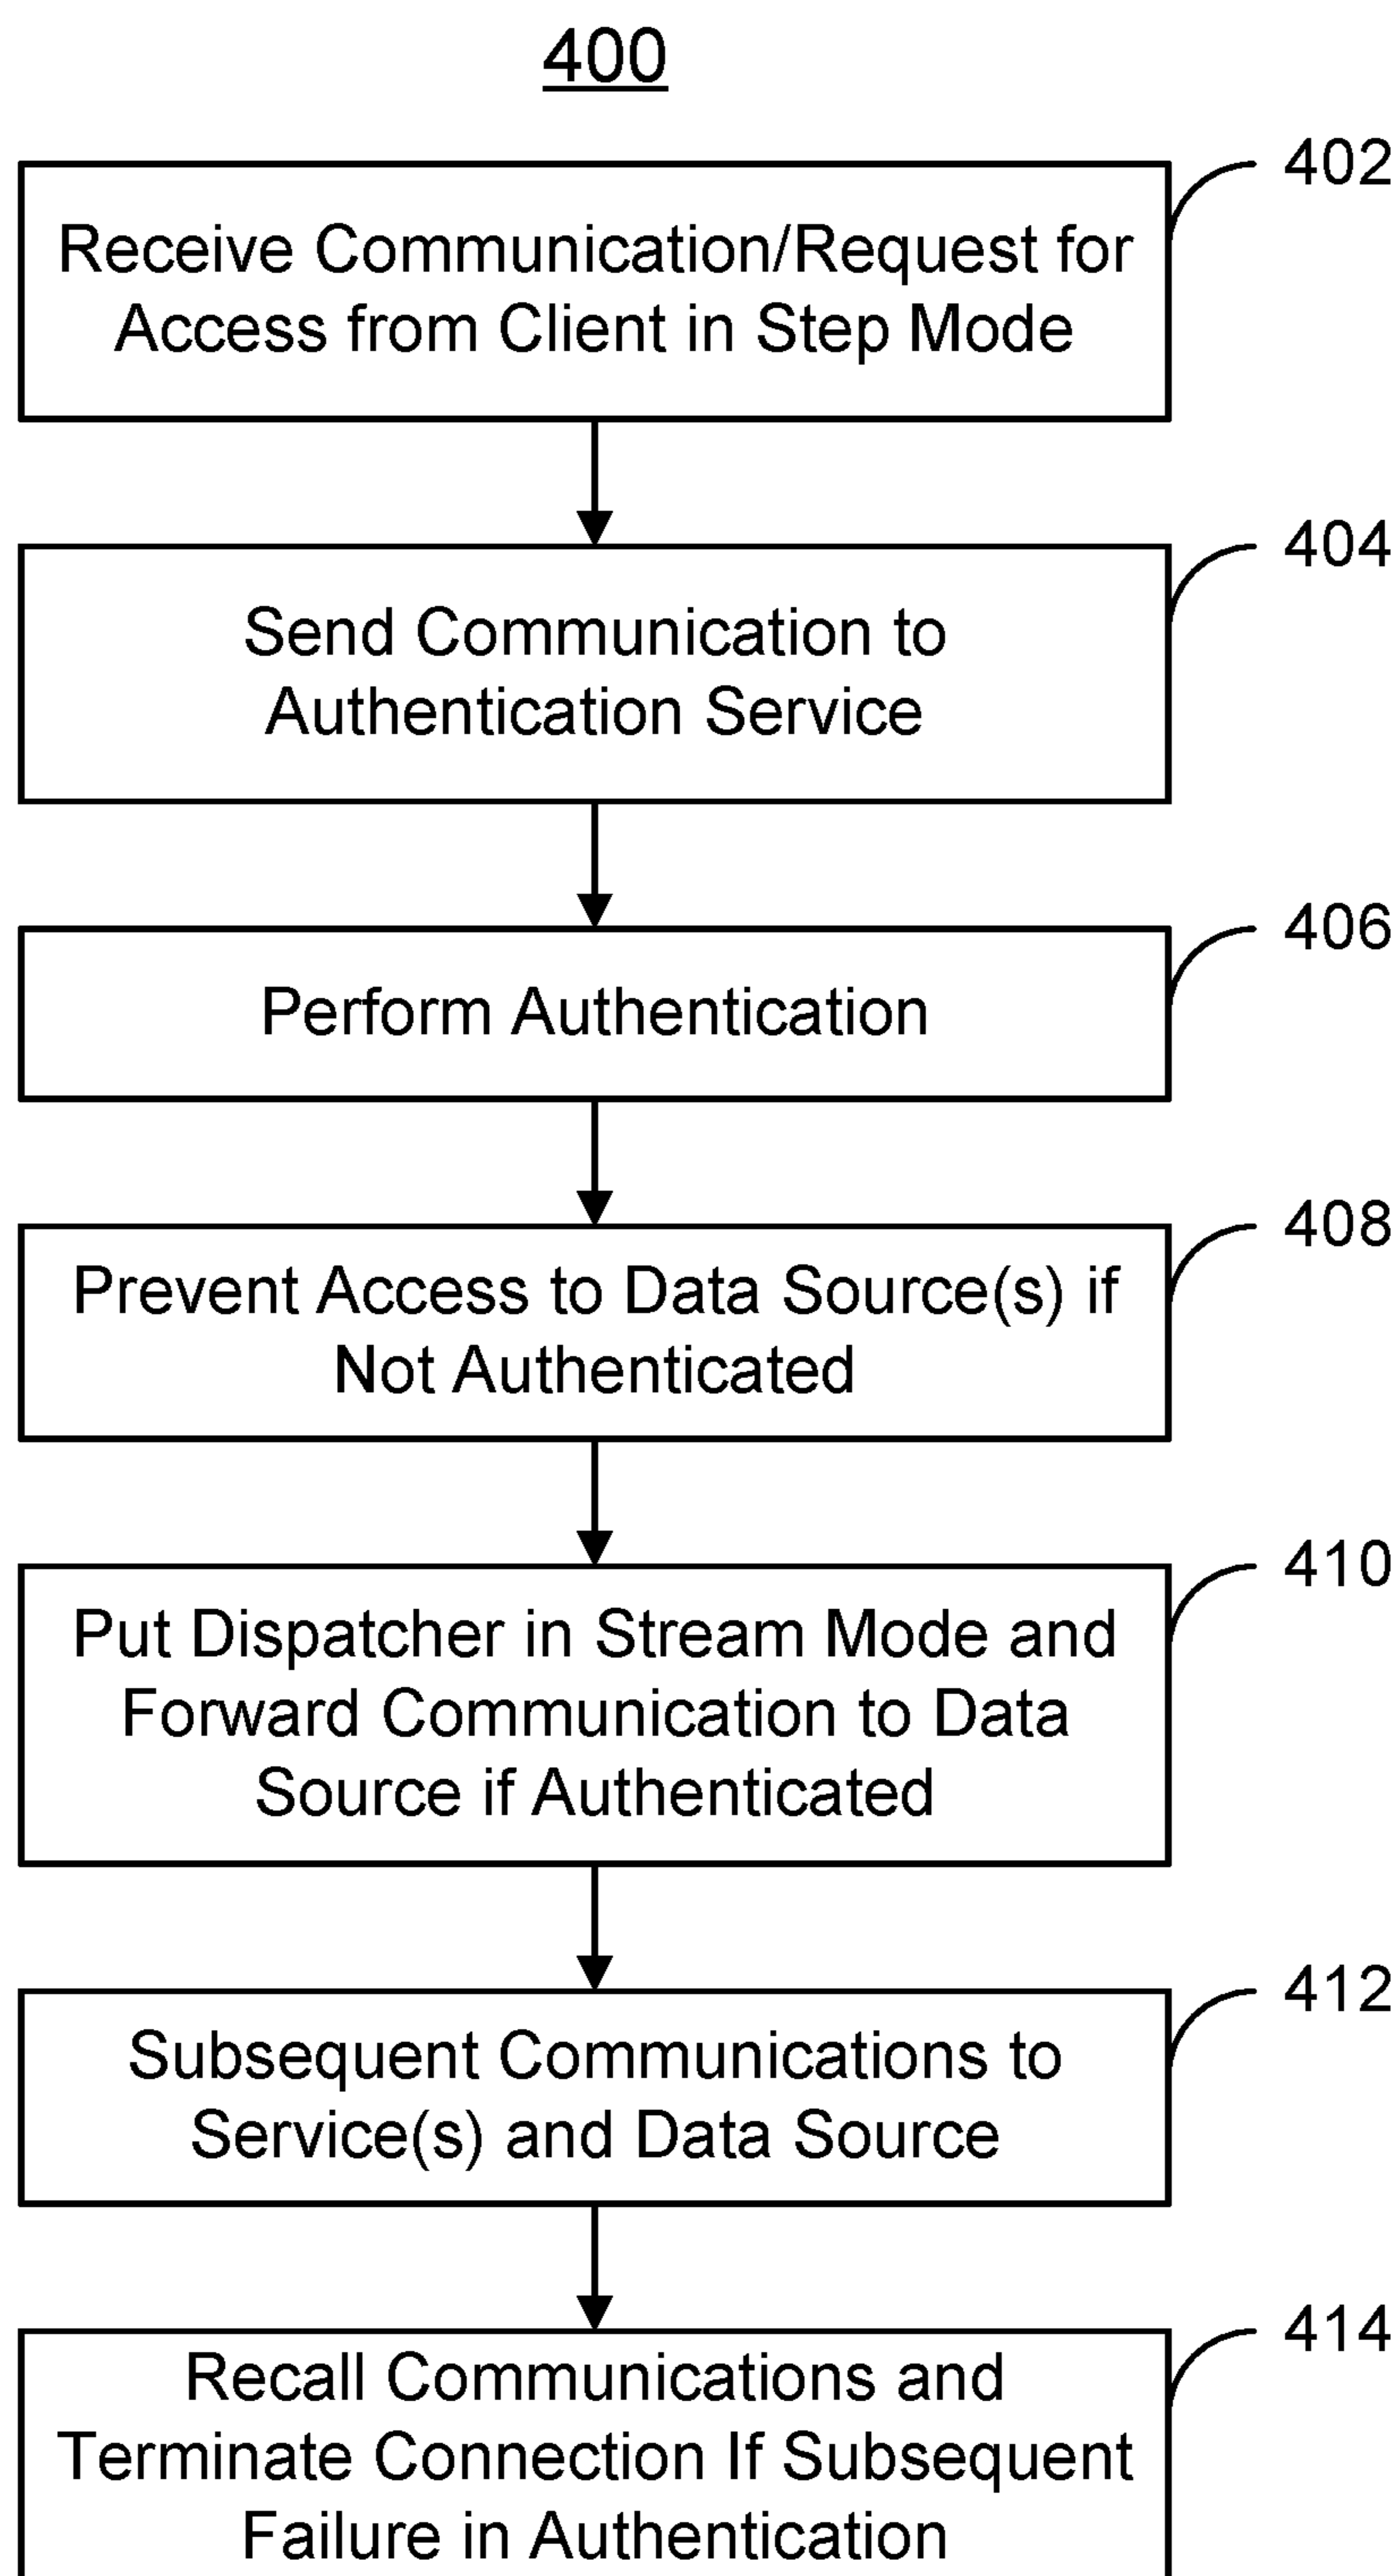 400
402
Receive Communication/Request for
Access from Client in Step Mode
404
Send Communication to
Authentication Service
406
Perform Authentication
408
Prevent Access to Data Source(s) if
Not Authenticated
410
Put Dispatcher in Stream Mode and
Forward Communication to Data
Source if Authenticated
412
Subsequent Communications to
Service(s) and Data Source
414
Recall Communications and
Terminate Connection If Subsequent
Failure in Authentication